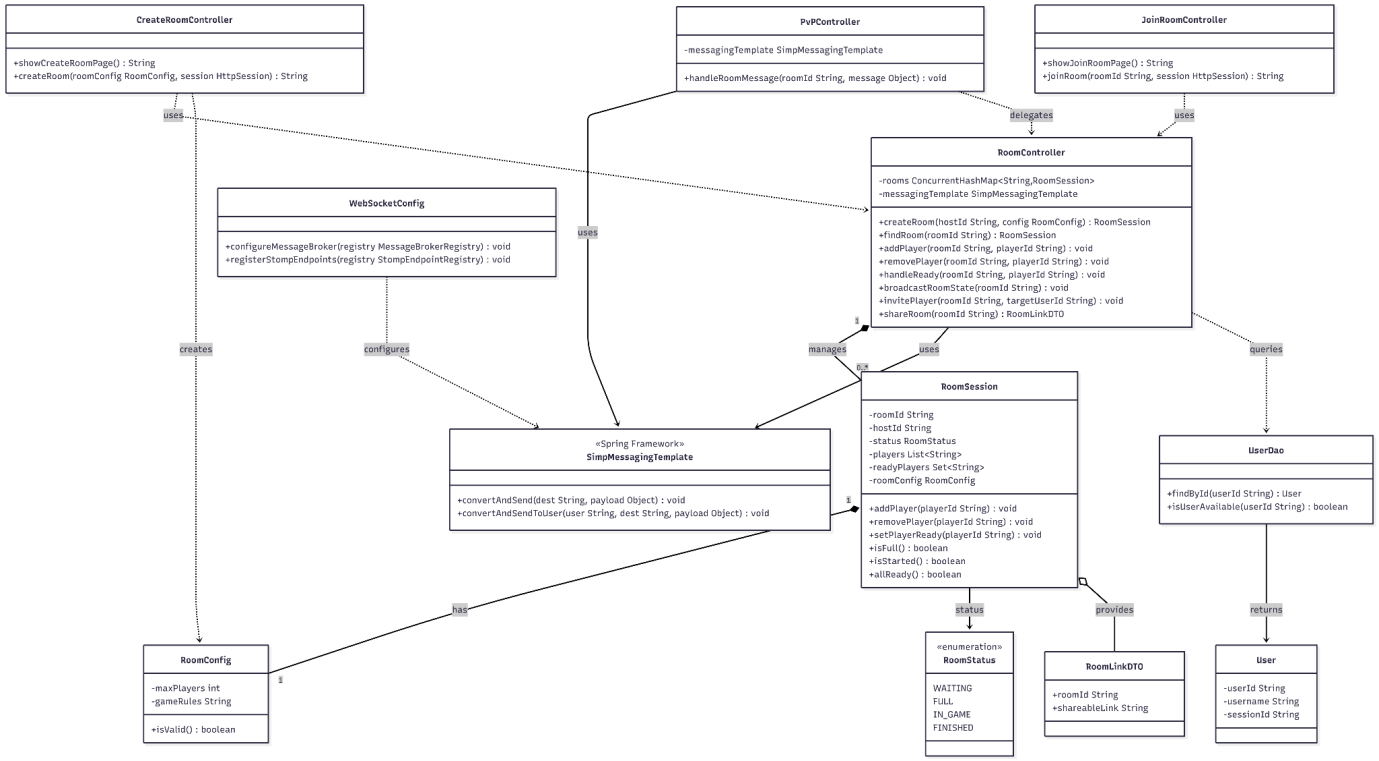 CreateRoomController
+showCreateRoomPage() : String
+createRoom(roomConfig RoomConfig, session HttpSession) : String
PvPController
-messagingTemplate SimpMessagingTemplate
+handleRoomMessage(roomId String, message Object) : void
JoinRoomController
+showJoinRoomPage() : String
+joinRoom(roomId String, session HttpSession) : String
uses
delegates
uses
RoomController
-rooms ConcurrentHashMap<String,RoomSession>
-messagingTemplate SimpMessagingTemplate
+createRoom(hostId String, config RoomConfig) : RoomSession
+findRoom(roomId String) : RoomSession
+addPlayer(roomId String, playerId String) : void
+removePlayer(roomId String, playerId String) : void
+handleReady(roomId String, playerId String) : void
+broadcastRoomState(roomId String) : void
+invitePlayer(roomId String, targetUserId String) : void
+shareRoom(roomId String) : RoomLinkDTO
WebSocketConfig
+configureMessageBroker(registry MessageBrokerRegistry) : void
+registerStompEndpoints(registry StompEndpointRegistry) : void
uses
1
creates
configures
manages
uses
queries
0..*
RoomSession
-roomId String
-hostId String
-status RoomStatus
-players List<String>
-readyPlayers Set<String>
-roomConfig RoomConfig
+addPlayer(playerId String) : void
+removePlayer(playerId String) : void
+setPlayerReady(playerId String) : void
+isFull() : boolean
+isStarted() : boolean
+allReady() : boolean
«Spring Framework»
SimpMessagingTemplate
+convertAndSend(dest String, payload Object) : void
+convertAndSendToUser(user String, dest String, payload Object) : void
1
UserDao
+findById(userId String) : User
+isUserAvailable(userId String) : boolean
has
status
provides
returns
RoomConfig
-maxPlayers int
-gameRules String
+isValid() : boolean
1
«enumeration»
RoomStatus
WAITING
FULL
IN_GAME
FINISHED
RoomLinkDTO
+roomId String
+shareableLink String
User
-userId String
-username String
-sessionId String